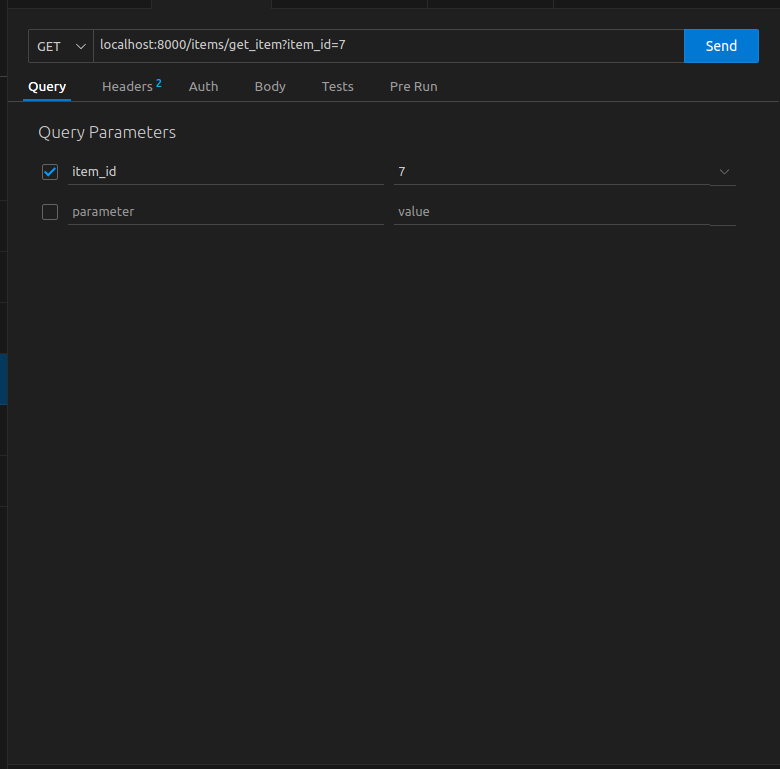 GET localhost:8000/items/get_item?item_id=7 Send
Query Headers 2 Auth Body Tests Pre Run
Query Parameters
item_id 7
parameter value